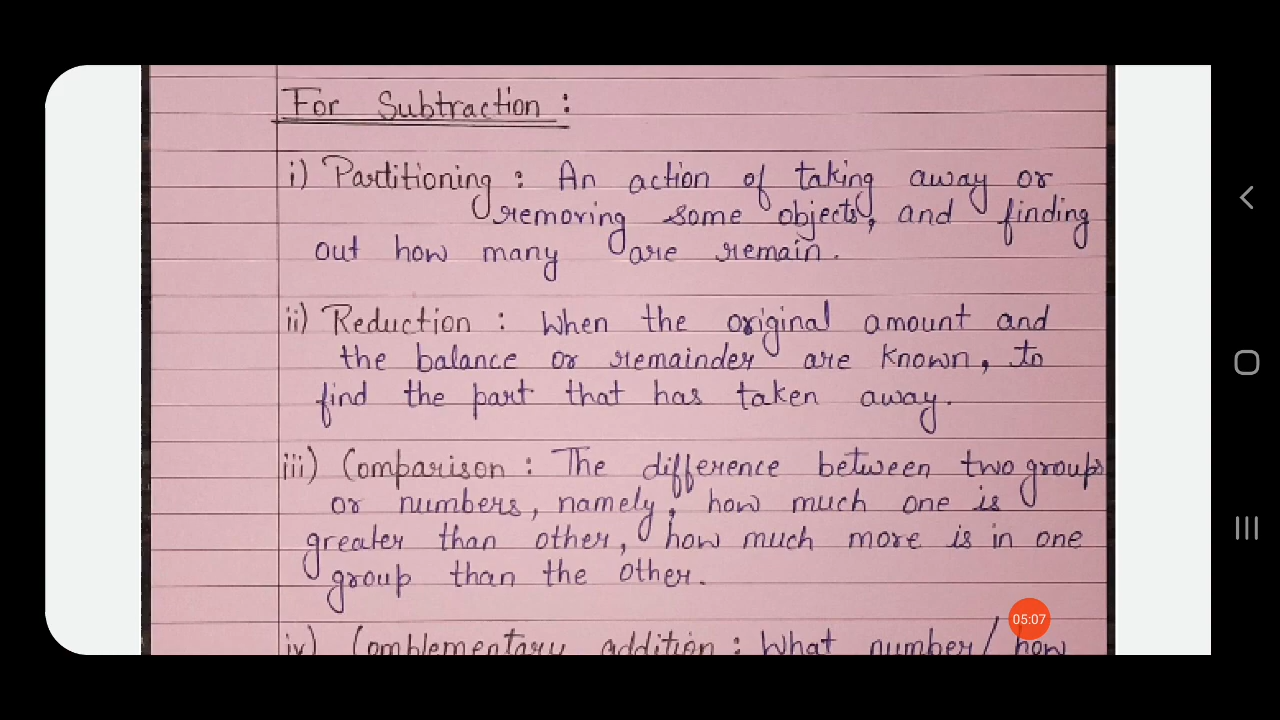 For Subtraction :
i) Partitioning : An action of taking away or
removing some objects, and finding
out how many are remain.
ii) Reduction : When the original amount and
the balance or remainder are known, to
find the part that has taken away.
iii) Comparison : The difference between two groups
or numbers, namely, how much one is
greater than other, how much more is in one
group than the other.
iv) Complementary addition : What number/ how
05:07